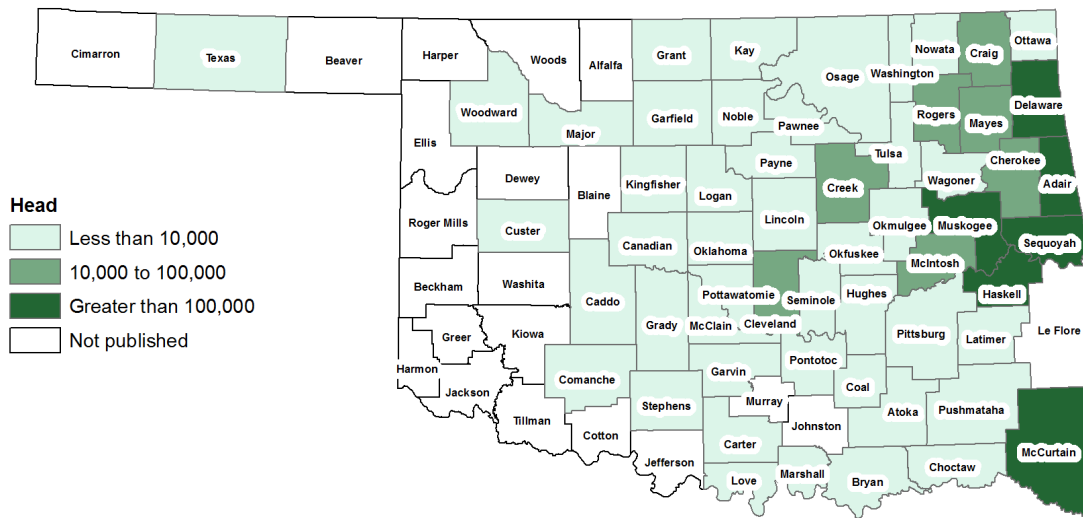 Cimarron
Texas
Beaver
Harper
Woods
Alfalfa
Grant
Kay
Osage
Washington
Nowata
Craig
Ottawa
Woodward
Major
Garfield
Noble
Pawnee
Rogers
Mayes
Delaware
Ellis
Dewey
Blaine
Kingfisher
Logan
Payne
Creek
Tulsa
Wagoner
Cherokee
Adair
Head
Less than 10,000
10,000 to 100,000
Greater than 100,000
Not published
Roger Mills
Custer
Canadian
Oklahoma
Lincoln
Okfuskee
Okmulgee
Muskogee
McIntosh
Sequoyah
Beckham
Washita
Caddo
Grady
McClain
Cleveland
Pottawatomie
Seminole
Hughes
Haskell
Pittsburg
Latimer
Le Flore
Greer
Kiowa
Harmon
Jackson
Comanche
Garvin
Pontotoc
Coal
Tillman
Cotton
Stephens
Murray
Johnston
Atoka
Pushmataha
McCurtain
Jefferson
Carter
Love
Marshall
Bryan
Choctaw